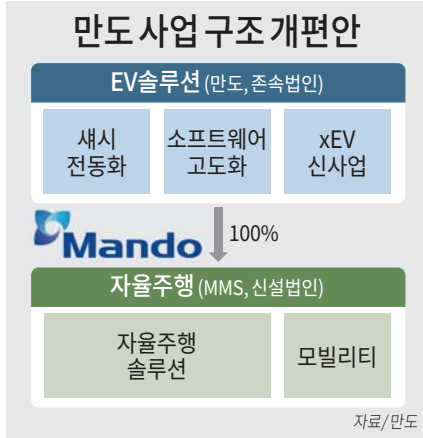 만도 사업 구조 개편안
EV솔루션 (만도, 존속법인)
섀시
전동화
소프트웨어
고도화
xEV
신사업
Mando
100%
자율주행 (MMS, 신설법인)
자율주행
솔루션
모빌리티
자료/만도